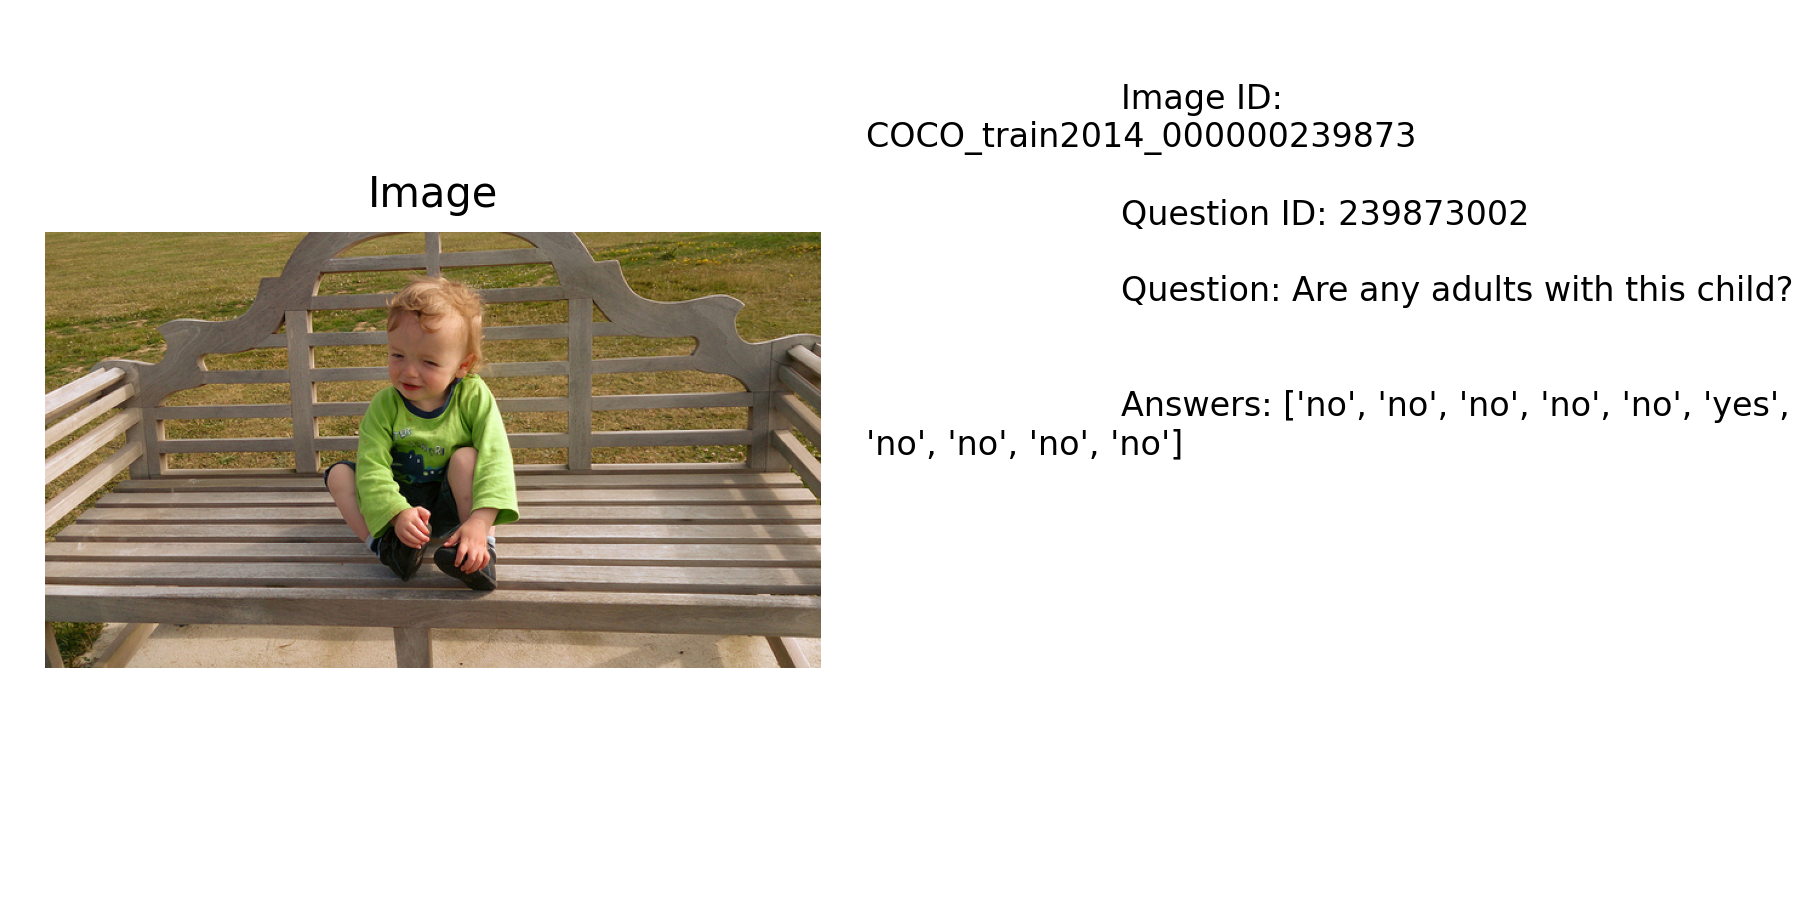 Image
Image ID:
COCO_train2014_000000239873
Question ID: 239873002
Question: Are any adults with this child?
Answers: ['no', 'no', 'no', 'no', 'no', 'yes',
'no', 'no', 'no', 'no']